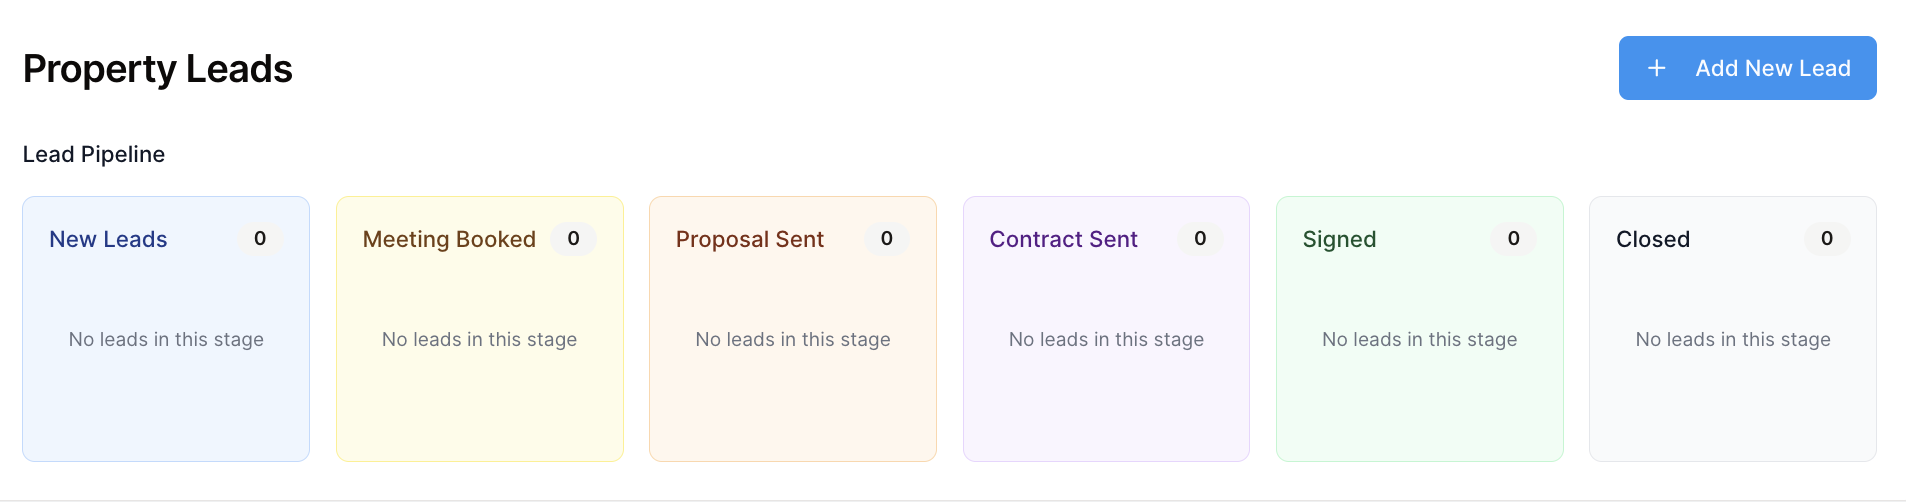 Property Leads
+ Add New Lead
Lead Pipeline
New Leads 0
No leads in this stage
Meeting Booked 0
No leads in this stage
Proposal Sent 0
No leads in this stage
Contract Sent 0
No leads in this stage
Signed 0
No leads in this stage
Closed 0
No leads in this stage